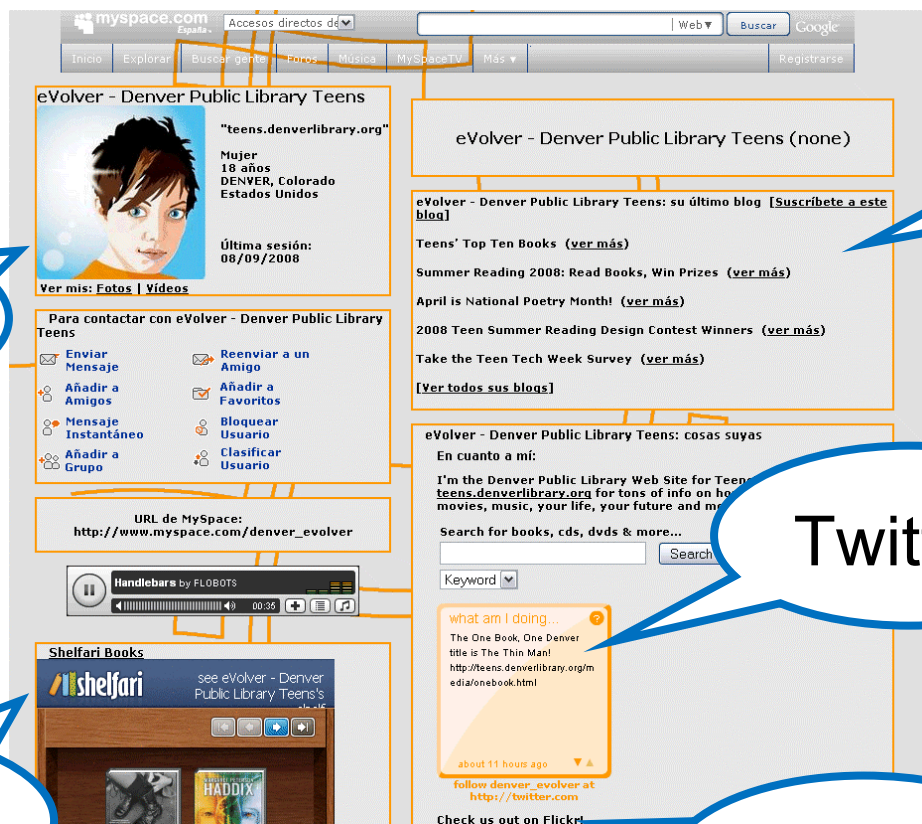 myspace.com
España
Accesos directos de
Web
Buscar
Google
Inicio
Explorar
Buscar gente
Foros
Música
MySpaceTV
Más
Registrarse
eVolver - Denver Public Library Teens
"teens.denverlibrary.org"
Mujer
18 años
DENVER, Colorado
Estados Unidos
Última sesión:
08/09/2008
Ver mis: Fotos | Vídeos
Para contactar con eVolver - Denver Public Library
Teens
Enviar
Mensaje
Reenviar a un
Amigo
Añadir a
Amigos
Añadir a
Favoritos
Mensaje
Instantáneo
Bloquear
Usuario
Añadir a
Grupo
Clasificar
Usuario
URL de MySpace:
http://www.myspace.com/denver_evolver
Handlebars by FLOBOTS
00:35
Shelfari Books
shelfari
see eVolver - Denver
Public Library Teens's
HADDIX
eVolver - Denver Public Library Teens (none)
eVolver - Denver Public Library Teens: su último blog [Suscríbete a este
blog]
Teens' Top Ten Books (ver más)
Summer Reading 2008: Read Books, Win Prizes (ver más)
April is National Poetry Month! (ver más)
2008 Teen Summer Reading Design Contest Winners (ver más)
Take the Teen Tech Week Survey (ver más)
[Ver todos sus blogs]
eVolver - Denver Public Library Teens: cosas suyas
En cuanto a mí:
I'm the Denver Public Library Web Site for Teens
teens.denverlibrary.org for tons of info on
movies, music, your life, your future and
Search for books, cds, dvds & more...
Search
Keyword
Twit
what am I doing...
?
The One Book, One Denver
title is The Thin Man!
http://teens.denverlibrary.org/m
edia/onebook.html
about 11 hours ago
follow denver_evolver at
http://twitter.com
Check us out on Flickr!